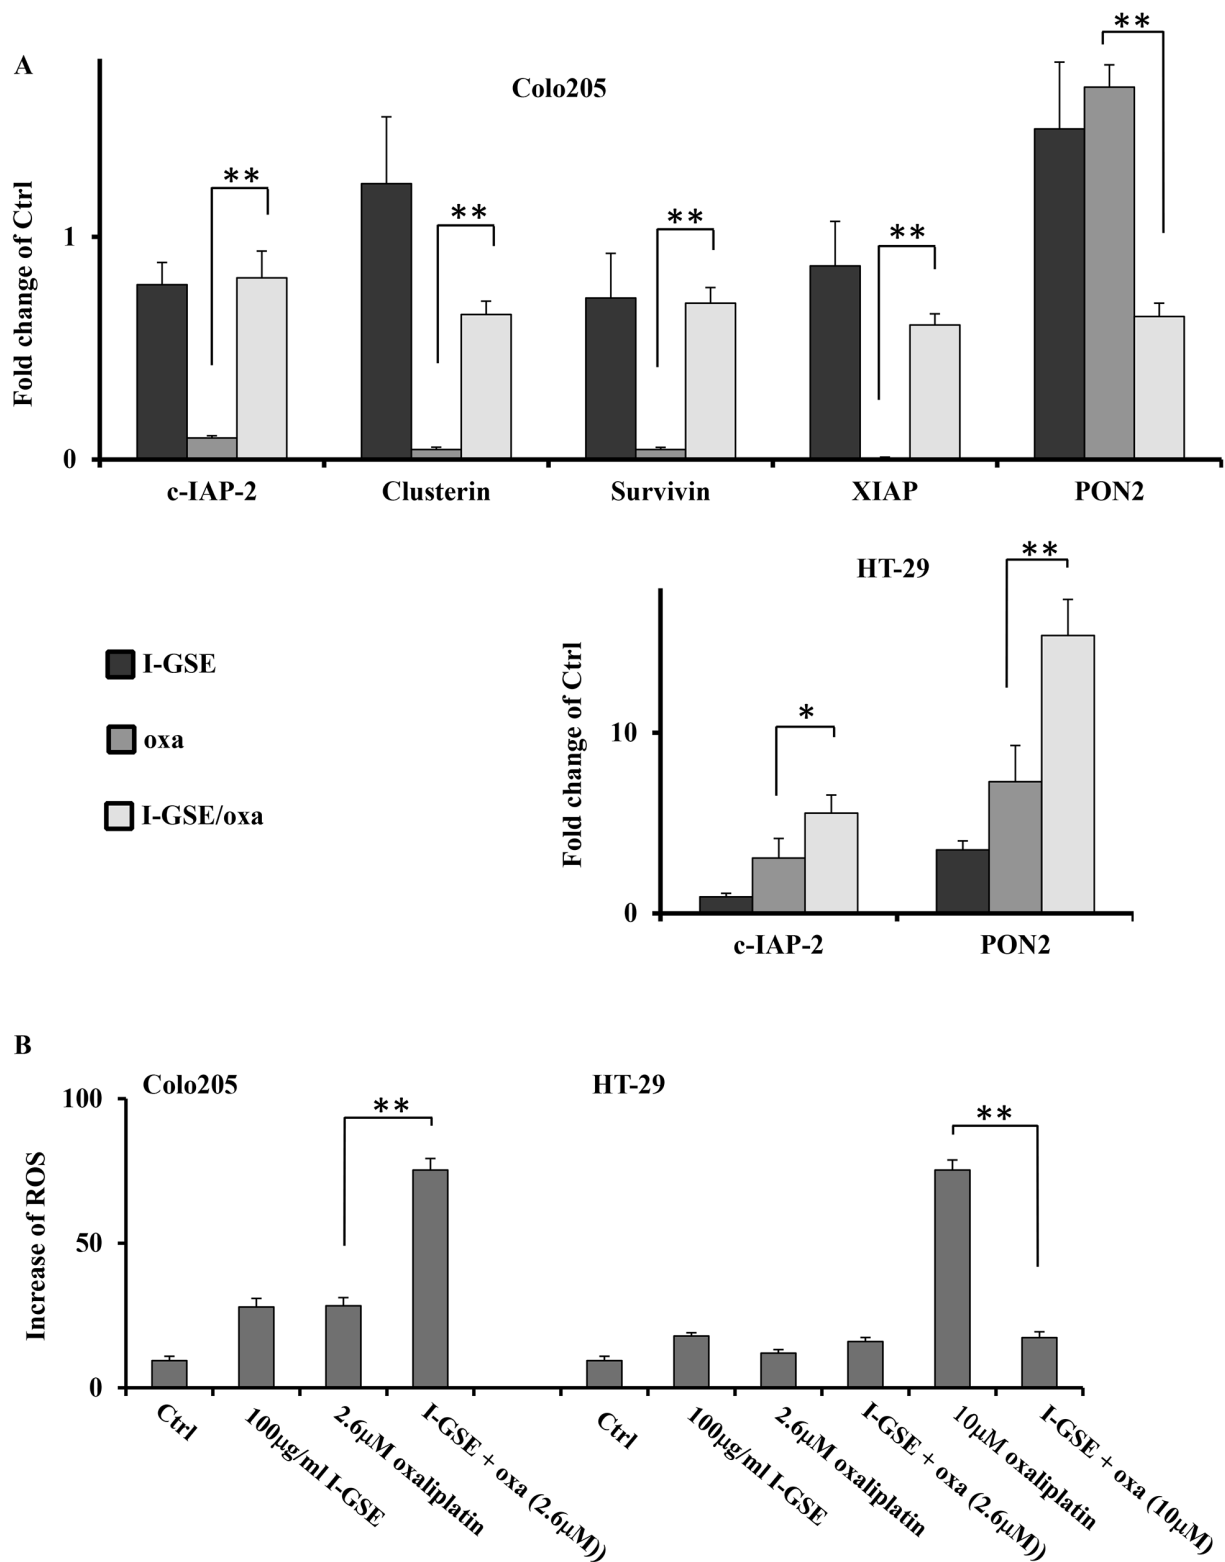 A
Colo205
**
**
**
**
**
Fold change of Ctrl
1
0
c-IAP-2 Clusterin Survivin XIAP PON2
HT-29
**
*
I-GSE
oxa
I-GSE/oxa
Fold change of Ctrl
10
0
c-IAP-2 PON2
B
Colo205
HT-29
**
**
Increase of ROS
100
50
0
Ctrl
100μg/ml I-GSE
2.6μM oxaliplatin
I-GSE + oxa (2.6μM))
Ctrl
100μg/ml I-GSE
2.6μM oxaliplatin
I-GSE + oxa (2.6μM))
10μM oxaliplatin
I-GSE + oxa (10μM)